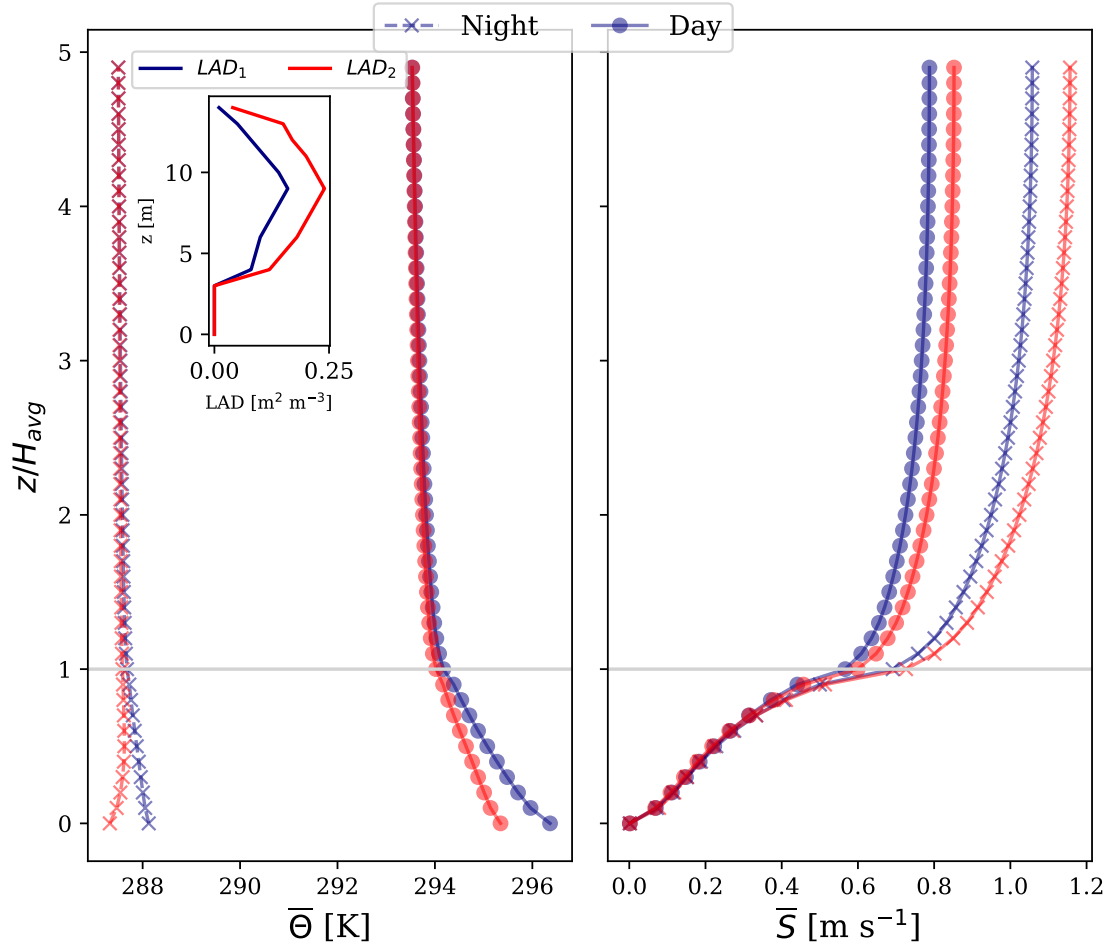 Night Day
LAD₁ LAD₂
5
4
3
2
1
0
z/H_avg
10
5
0
z [m]
0.00 0.25
LAD [m² m⁻³]
288 290 292 294 296
Θ̅ [K]
0.0 0.2 0.4 0.6 0.8 1.0 1.2
S̅ [m s⁻¹]